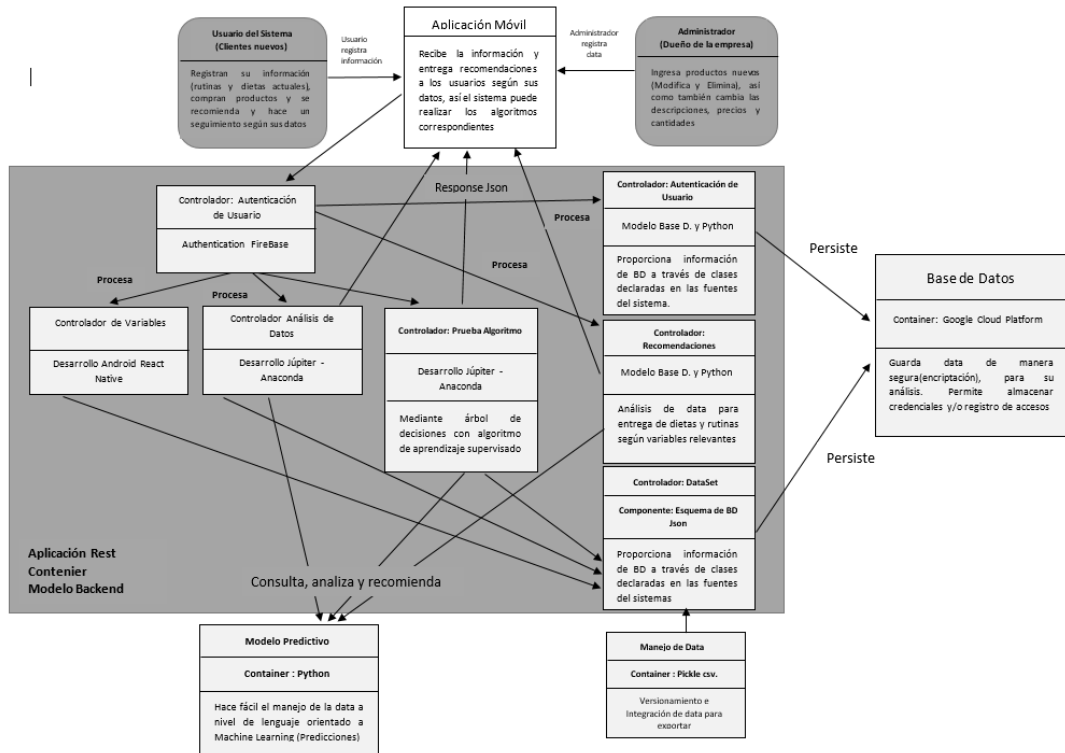 Usuario del Sistema
(Clientes nuevos)
Registran su información
(rutinas y dietas actuales),
compran productos y se
recomienda y hace un
seguimiento según sus datos
Usuario
registra
información
Aplicación Móvil
Recibe la información y
entrega recomendaciones
a los usuarios según sus
datos, así el sistema puede
realizar los algoritmos
correspondientes
Administrador
registra
data
Administrador
(Dueño de la empresa)
Ingresa productos nuevos
(Modifica y Elimina), así
como también cambia las
descripciones, precios y
cantidades
Response Json
Controlador: Autenticación
de Usuario
Authentication FireBase
Procesa
Procesa
Procesa
Procesa
Controlador: Autenticación de
Usuario
Modelo Base D. y Python
Proporciona información
de BD a través de clases
declaradas en las fuentes
del sistema.
Persiste
Base de Datos
Container: Google Cloud Platform
Guarda data de manera
segura(encriptación), para su
análisis. Permite almacenar
credenciales y/o registro de accesos
Controlador de Variables
Desarrollo Android React
Native
Controlador Análisis de
Datos
Desarrollo Júpiter -
Anaconda
Controlador: Prueba Algoritmo
Desarrollo Júpiter -
Anaconda
Mediante árbol de
decisiones con algoritmo
de aprendizaje supervisado
Controlador:
Recomendaciones
Modelo Base D. y Python
Análisis de data para
entrega de dietas y rutinas
según variables relevantes
Persiste
Controlador: DataSet
Componente: Esquema de BD
Json
Proporciona información
de BD a través de clases
declaradas en las fuentes
del sistemas
Aplicación Rest
Contenier
Modelo Backend
Consulta, analiza y recomienda
Modelo Predictivo
Container : Python
Hace fácil el manejo de la data a
nivel de lenguaje orientado a
Machine Learning (Predicciones)
Manejo de Data
Container : Pickle csv.
Versionamiento e
Integración de data para
exportar